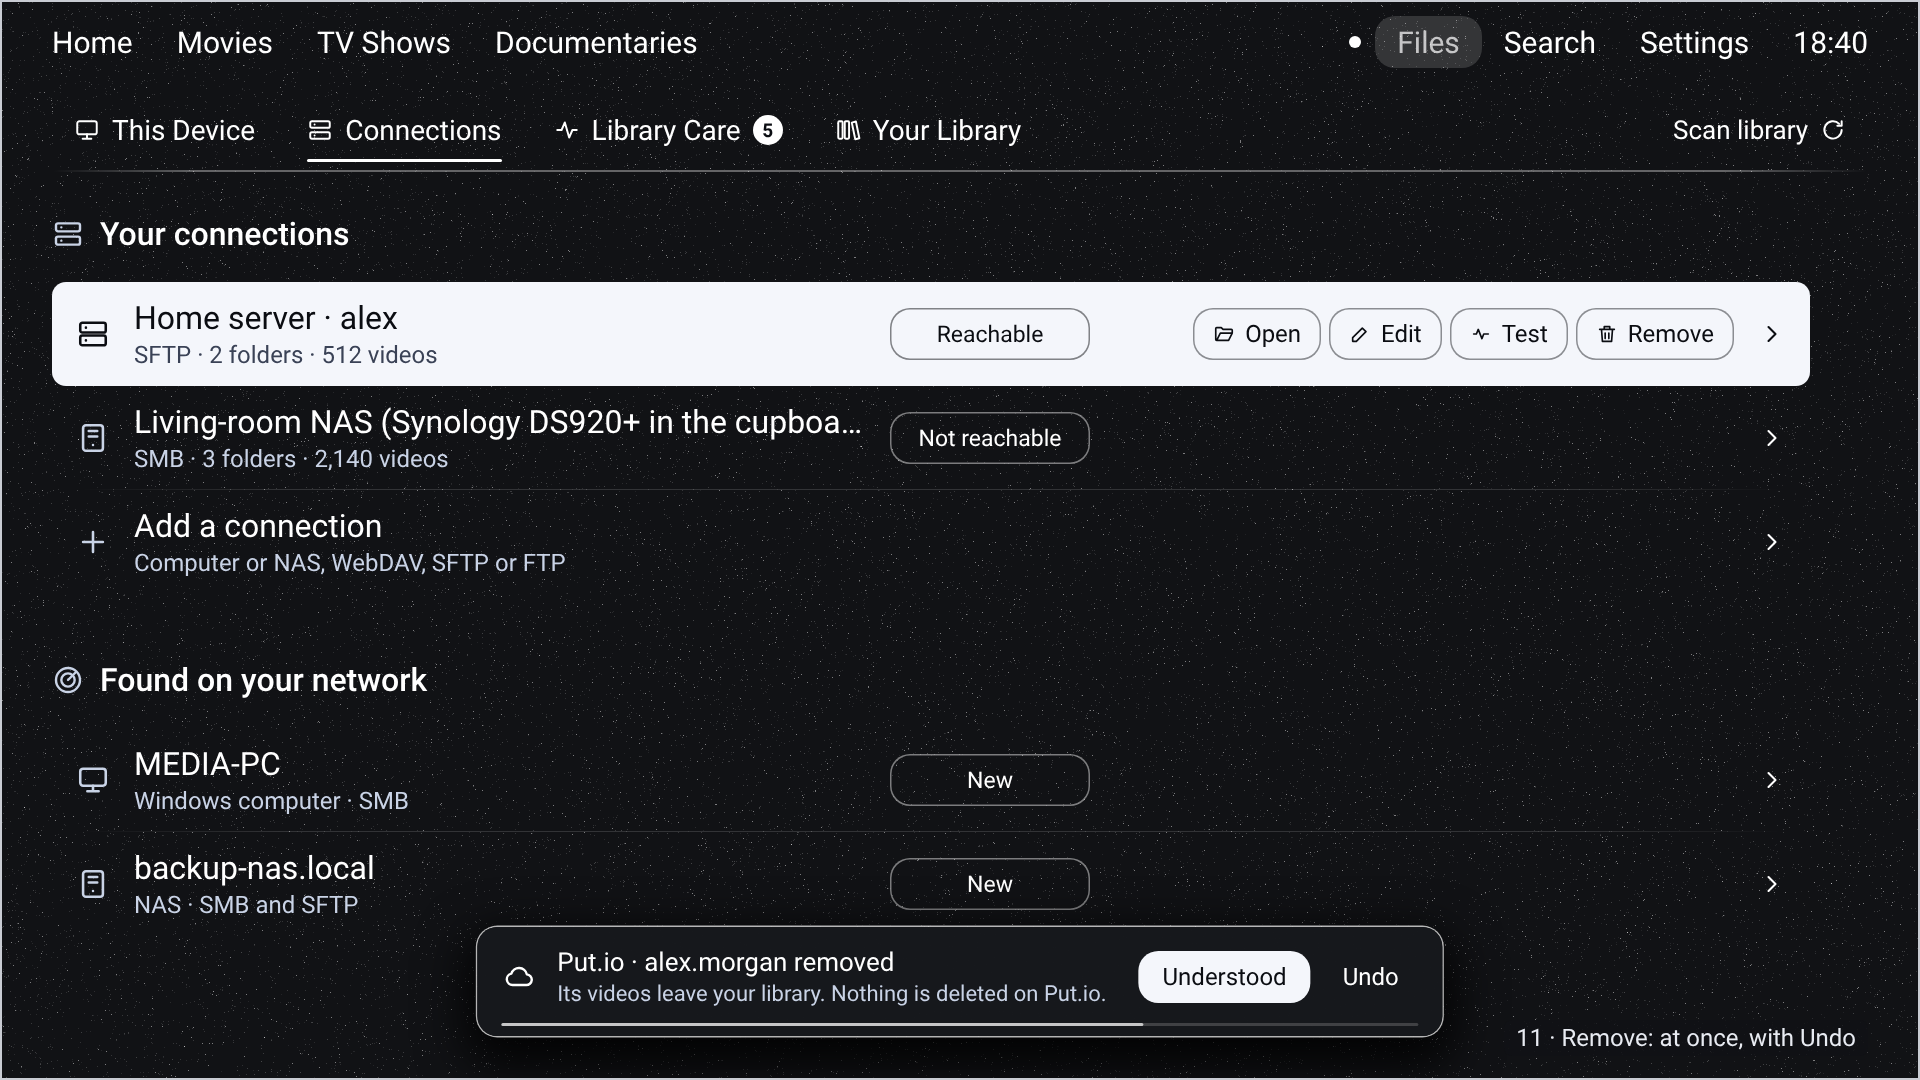 Home Movies TV Shows Documentaries Files Search Settings 18:40
This Device Connections Library Care 5 Your Library Scan library
Your connections
Home server · alex
SFTP · 2 folders · 512 videos
Reachable Open Edit Test Remove
Living-room NAS (Synology DS920+ in the cupboa...
SMB · 3 folders · 2,140 videos
Not reachable
Add a connection
Computer or NAS, WebDAV, SFTP or FTP
Found on your network
MEDIA-PC
Windows computer · SMB
New
backup-nas.local
NAS · SMB and SFTP
New
Put.io · alex.morgan removed
Its videos leave your library. Nothing is deleted on Put.io.
Understood Undo
11 · Remove: at once, with Undo